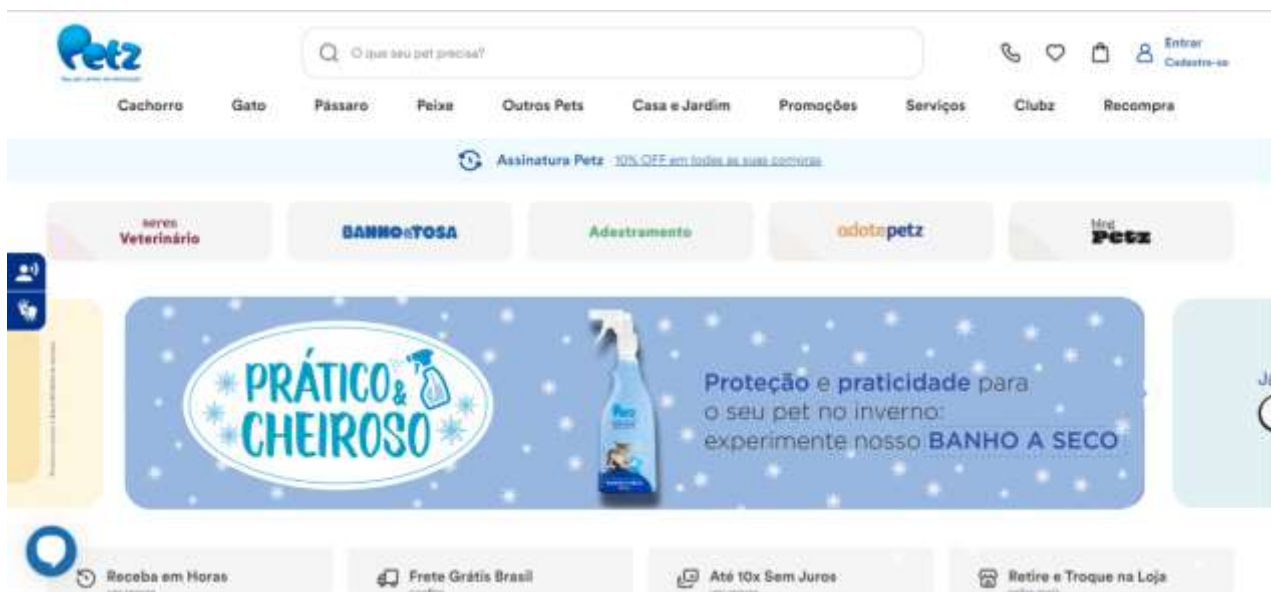 Petz
O que seu pet precisa?
Entrar
Cadastre-se
Cachorro Gato Pássaro Peixe Outros Pets Casa e Jardim Promoções Serviços Clubz Recompra
Assinatura Petz 10% OFF em todas as suas compras
seres
Veterinário
BANHO&TOSA
Adestramento
adotepetz
blog
Petz
PRÁTICO &
CHEIROSO
Petz
Proteção e praticidade para
o seu pet no inverno:
experimente nosso BANHO A SECO
Receba em Horas
Frete Grátis Brasil
Até 10x Sem Juros
Retire e Troque na Loja